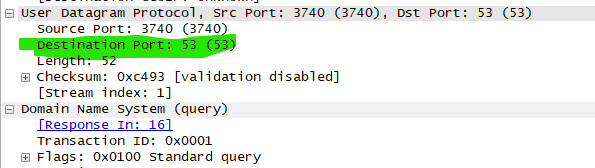 User Datagram Protocol, Src Port: 3740 (3740), Dst Port: 53 (53)
Source Port: 3740 (3740)
Destination Port: 53 (53)
Length: 52
Checksum: 0xc493 [validation disabled]
[Stream index: 1]
Domain Name System (query)
[Response In: 16]
Transaction ID: 0x0001
Flags: 0x0100 Standard query